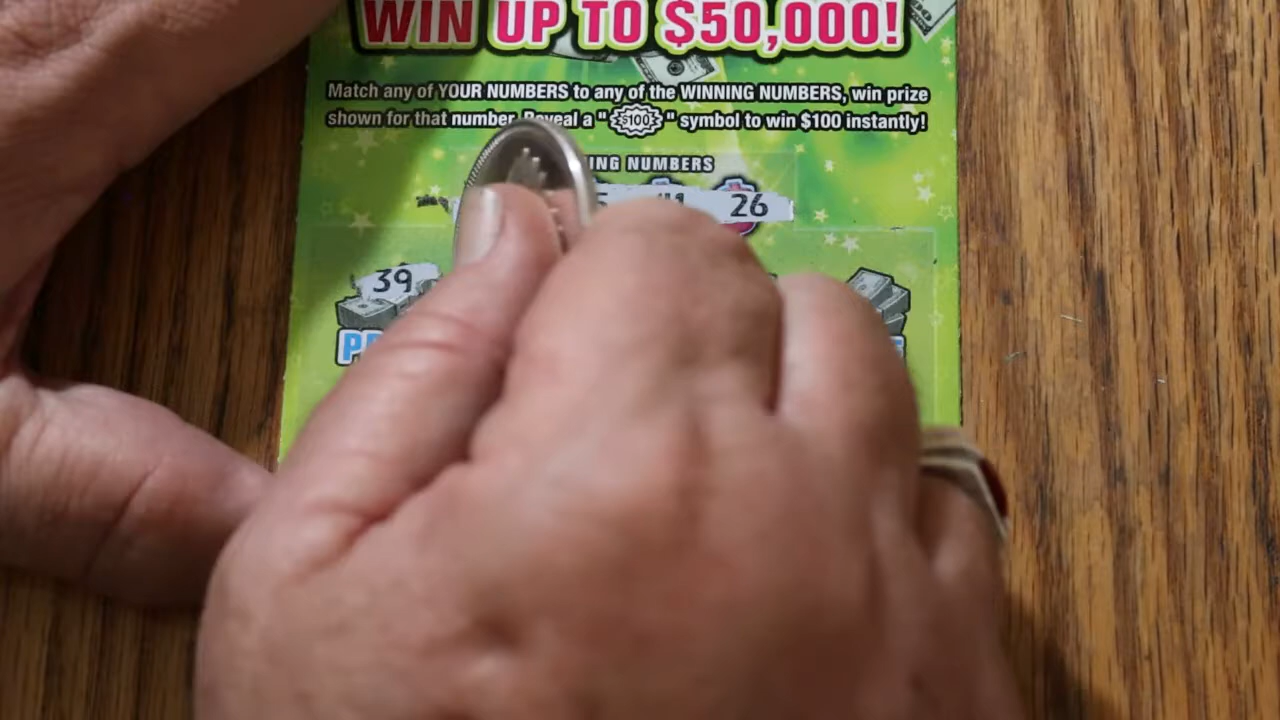 WIN UP TO $50,000!
Match any of YOUR NUMBERS to any of the WINNING NUMBERS, win prize
shown for that number. Reveal a "$100" symbol to win $100 instantly!
NUMBERS
26
39